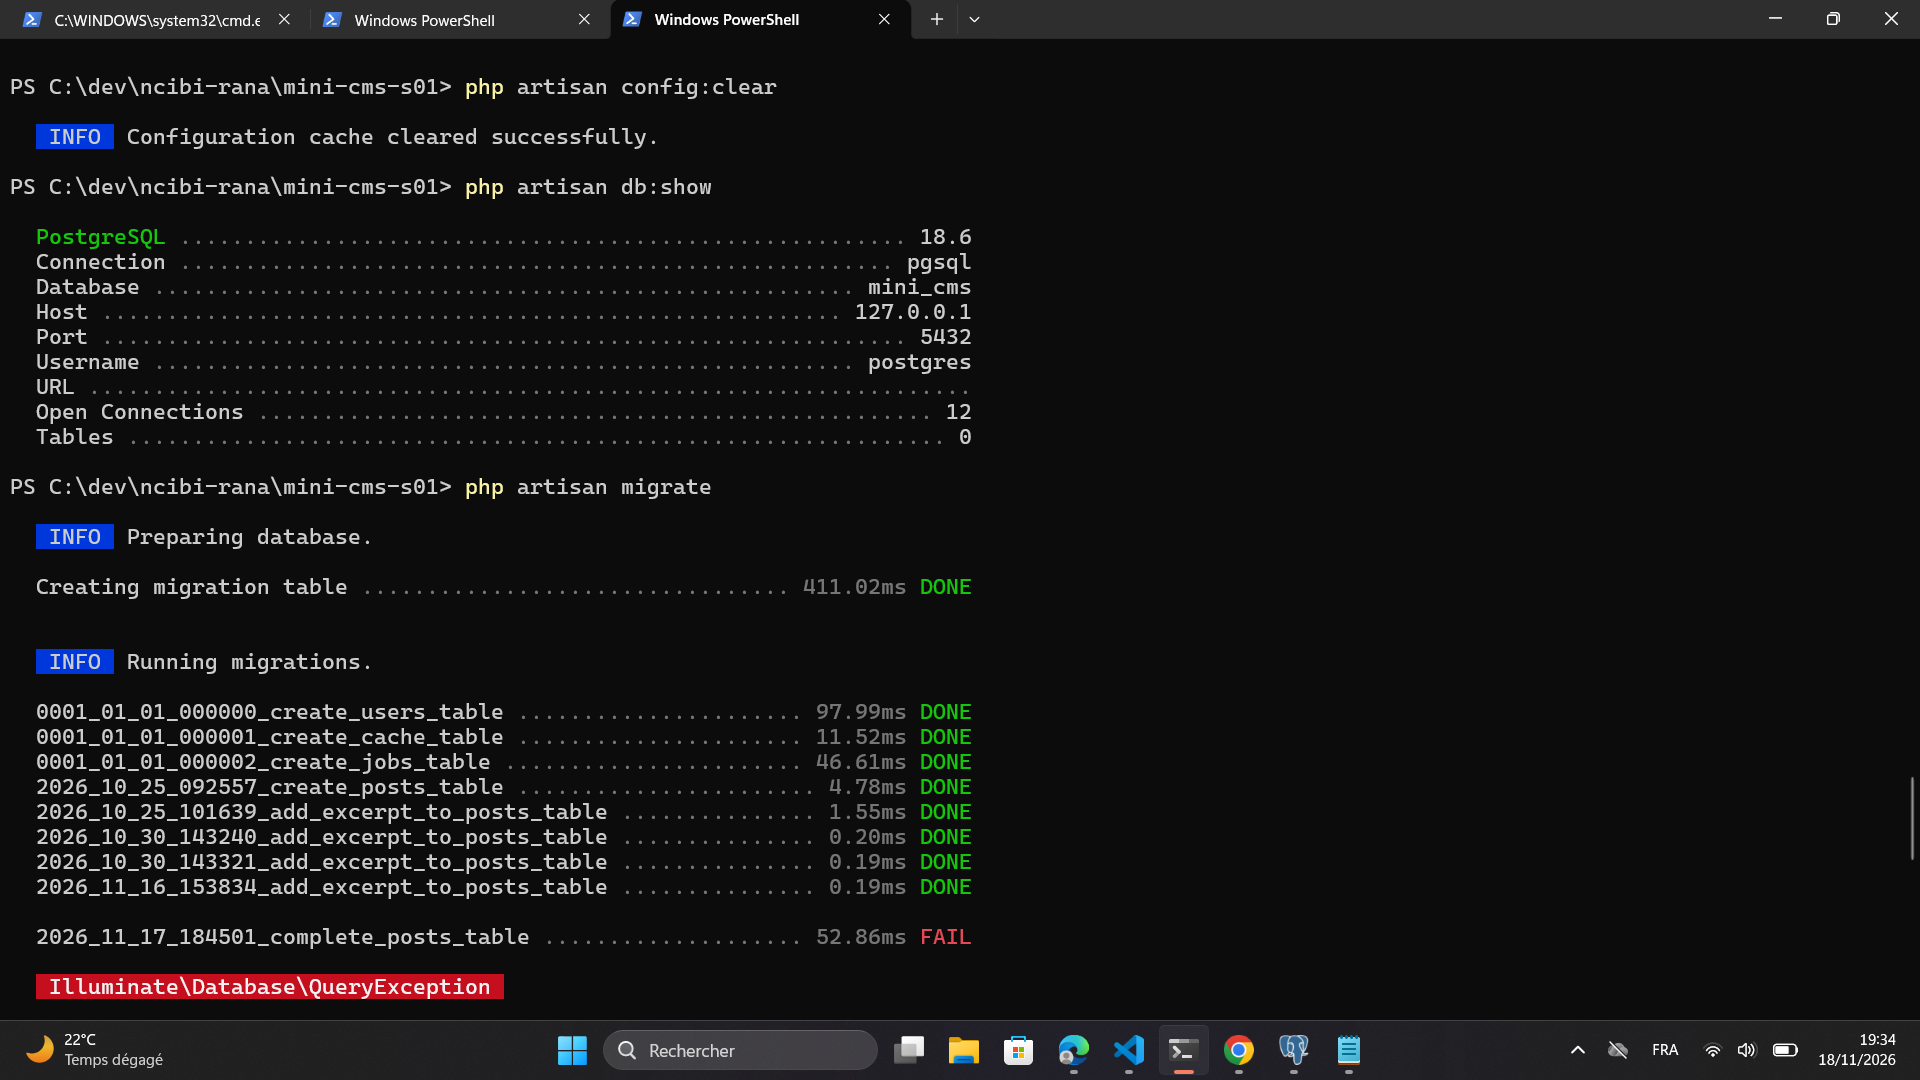 C:\WINDOWS\system32\cmd.e
Windows PowerShell
Windows PowerShell
PS C:\dev\ncibi-rana\mini-cms-s01> php artisan config:clear
INFO Configuration cache cleared successfully.
PS C:\dev\ncibi-rana\mini-cms-s01> php artisan db:show
PostgreSQL ........................................................ 18.6
Connection ....................................................... pgsql
Database ...................................................... mini_cms
Host ......................................................... 127.0.0.1
Port .............................................................. 5432
Username ...................................................... postgres
URL ....................................................................
Open Connections .................................................... 12
Tables ............................................................... 0
PS C:\dev\ncibi-rana\mini-cms-s01> php artisan migrate
INFO Preparing database.
Creating migration table ................................. 411.02ms DONE
INFO Running migrations.
0001_01_01_000000_create_users_table ...................... 97.99ms DONE
0001_01_01_000001_create_cache_table ...................... 11.52ms DONE
0001_01_01_000002_create_jobs_table ....................... 46.61ms DONE
2026_10_25_092557_create_posts_table ....................... 4.78ms DONE
2026_10_25_101639_add_excerpt_to_posts_table ............... 1.55ms DONE
2026_10_30_143240_add_excerpt_to_posts_table ............... 0.20ms DONE
2026_10_30_143321_add_excerpt_to_posts_table ............... 0.19ms DONE
2026_11_16_153834_add_excerpt_to_posts_table ............... 0.19ms DONE
2026_11_17_184501_complete_posts_table .................... 52.86ms FAIL
Illuminate\Database\QueryException
22°C
Temps dégagé
Rechercher
FRA
19:34
18/11/2026